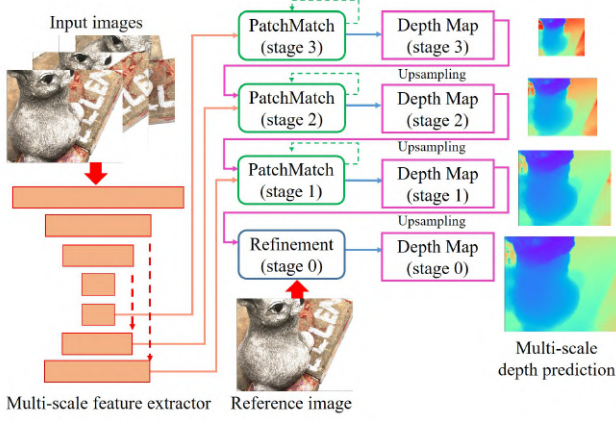 Input images
PatchMatch
(stage 3)
Depth Map
(stage 3)
Upsampling
PatchMatch
(stage 2)
Depth Map
(stage 2)
Upsampling
PatchMatch
(stage 1)
Depth Map
(stage 1)
Upsampling
Refinement
(stage 0)
Depth Map
(stage 0)
Multi-scale feature extractor
Reference image
Multi-scale
depth prediction